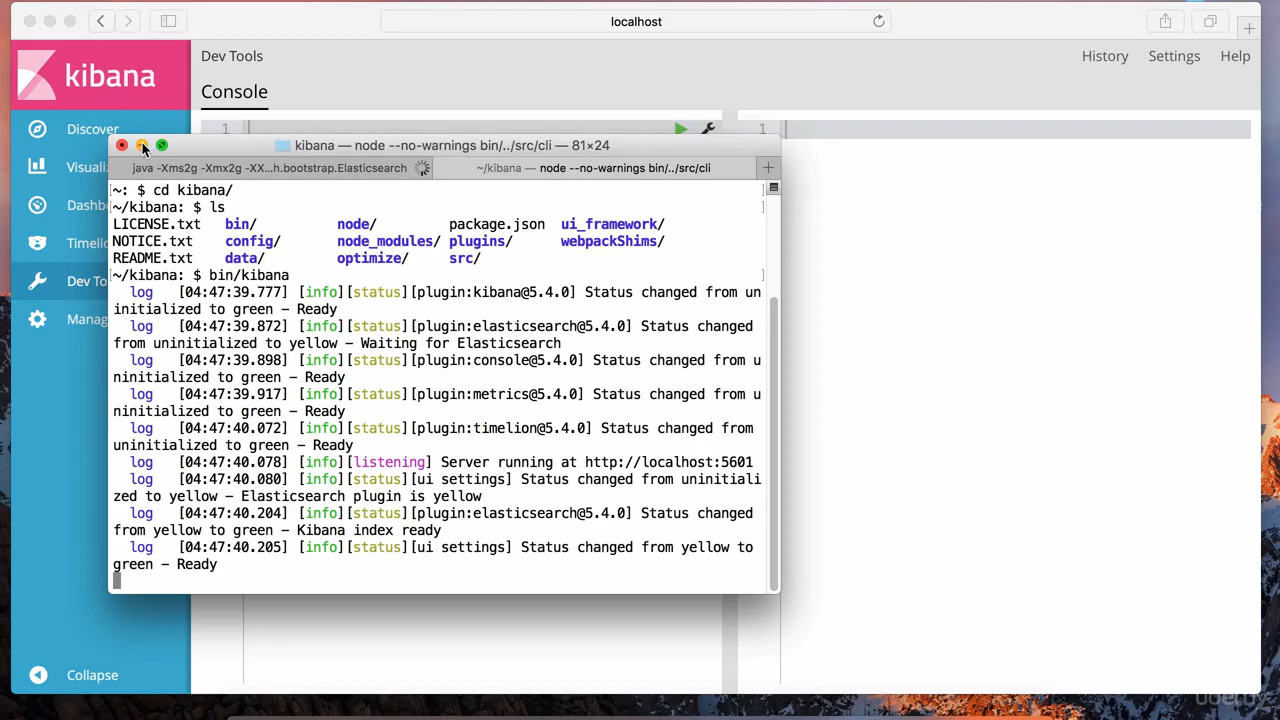 localhost
kibana
Dev Tools
History Settings Help
Console
1
1
Discover
kibana — node --no-warnings bin/../src/cli — 81×24
Visuali
java -Xms2g -Xmx2g -XX...h.bootstrap.Elasticsearch
~/kibana — node --no-warnings bin/../src/cli
Dashb
Timeli
Dev To
Manag
Collapse
[~: $ cd kibana/ ]
[~/kibana: $ ls ]
LICENSE.txt bin/ node/ package.json ui_framework/
NOTICE.txt config/ node_modules/ plugins/ webpackShims/
README.txt data/ optimize/ src/
[~/kibana: $ bin/kibana ]
log [04:47:39.777] [info][status][plugin:kibana@5.4.0] Status changed from un
initialized to green – Ready
log [04:47:39.872] [info][status][plugin:elasticsearch@5.4.0] Status changed
from uninitialized to yellow – Waiting for Elasticsearch
log [04:47:39.898] [info][status][plugin:console@5.4.0] Status changed from u
ninitialized to green – Ready
log [04:47:39.917] [info][status][plugin:metrics@5.4.0] Status changed from u
ninitialized to green – Ready
log [04:47:40.072] [info][status][plugin:timelion@5.4.0] Status changed from
uninitialized to green – Ready
log [04:47:40.078] [info][listening] Server running at http://localhost:5601
log [04:47:40.080] [info][status][ui settings] Status changed from uninitiali
zed to yellow – Elasticsearch plugin is yellow
log [04:47:40.204] [info][status][plugin:elasticsearch@5.4.0] Status changed
from yellow to green – Kibana index ready
log [04:47:40.205] [info][status][ui settings] Status changed from yellow to
green – Ready
udemy